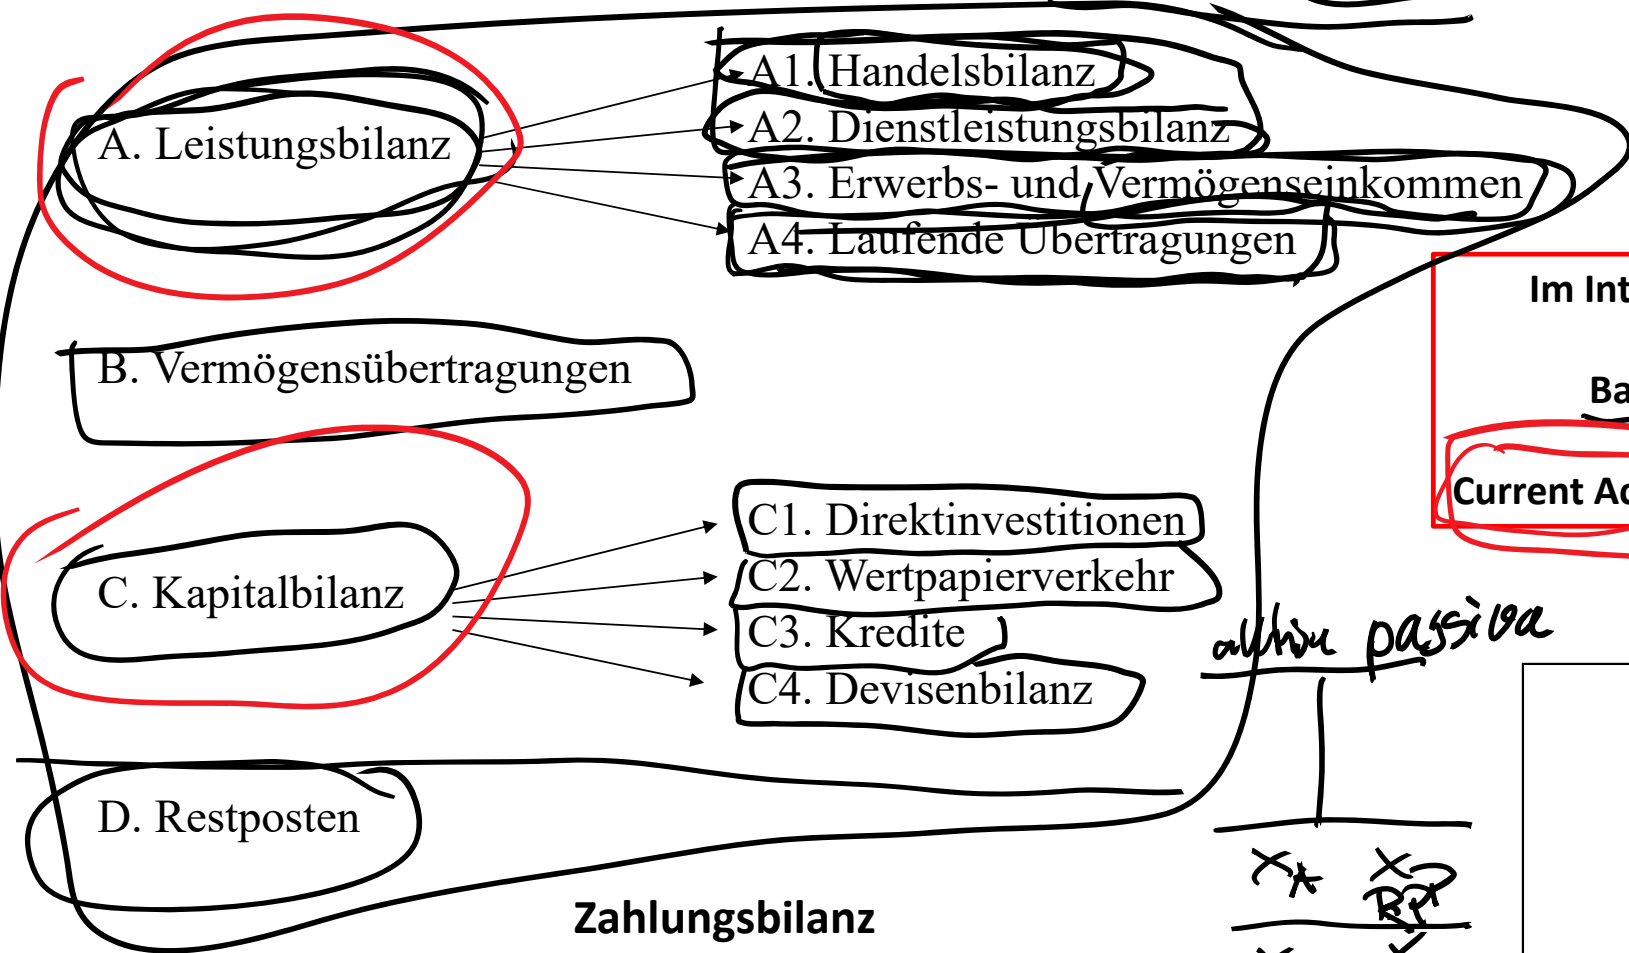 A. Leistungsbilanz
A1. Handelsbilanz
A2. Dienstleistungsbilanz
A3. Erwerbs- und Vermögenseinkommen
A4. Laufende Übertragungen
B. Vermögensübertragungen
C. Kapitalbilanz
C1. Direktinvestitionen
C2. Wertpapierverkehr
C3. Kredite
C4. Devisenbilanz
D. Restposten
Zahlungsbilanz
Im Int
Ba
Current Ac
passiva